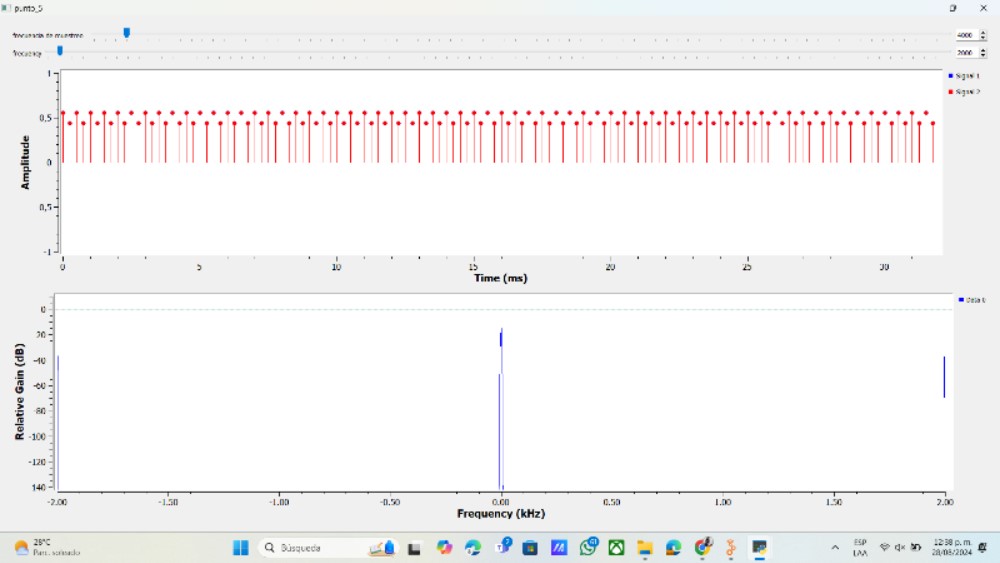 punto_5
frecuencia de muestreo
4000
frecuency
2000
1
0,5
0
0,5
-1
Amplitude
Signal 1
Signal 2
0
5
10
15
20
25
30
Time (ms)
0
20
-40
-60
-80
-100
-120
140
Relative Gain (dB)
Data 0
-2.00
-1.50
-1.00
-0.50
0.00
0.50
1.00
1.50
2.00
Frequency (kHz)
28°C
Parc. soleado
Búsqueda
ESP
LAA
12:38 p. m.
28/08/2024